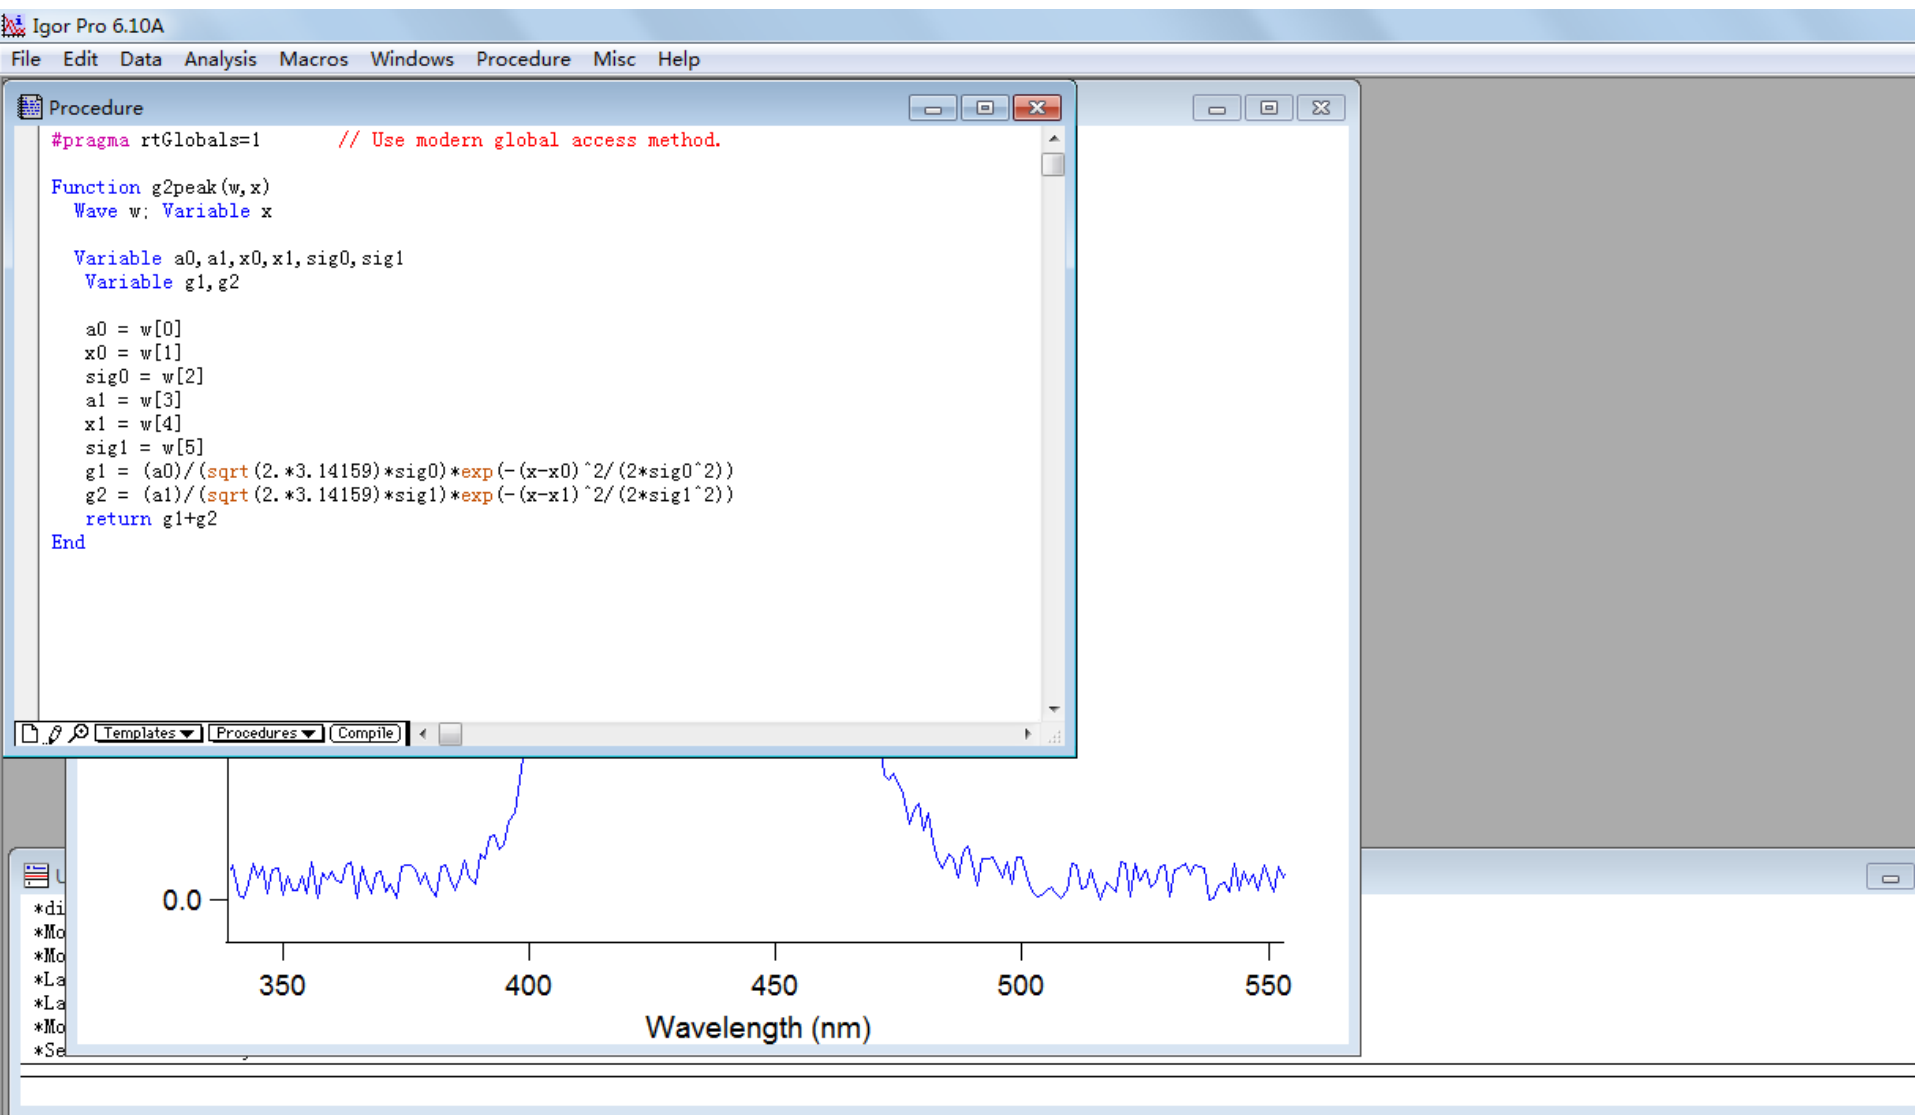 Igor Pro 6.10A
File Edit Data Analysis Macros Windows Procedure Misc Help
Procedure
#pragma rtGlobals=1 // Use modern global access method.
Function g2peak(w,x)
Wave w; Variable x
Variable a0,a1,x0,x1,sig0,sig1
Variable g1,g2
a0 = w[0]
x0 = w[1]
sig0 = w[2]
a1 = w[3]
x1 = w[4]
sig1 = w[5]
g1 = (a0)/(sqrt(2.*3.14159)*sig0)*exp(-(x-x0)^2/(2*sig0^2))
g2 = (a1)/(sqrt(2.*3.14159)*sig1)*exp(-(x-x1)^2/(2*sig1^2))
return g1+g2
End
Templates Procedures Compile
0.0
350 400 450 500 550
Wavelength (nm)
U
*di
*Mo
*Mo
*La
*La
*Mo
*Se